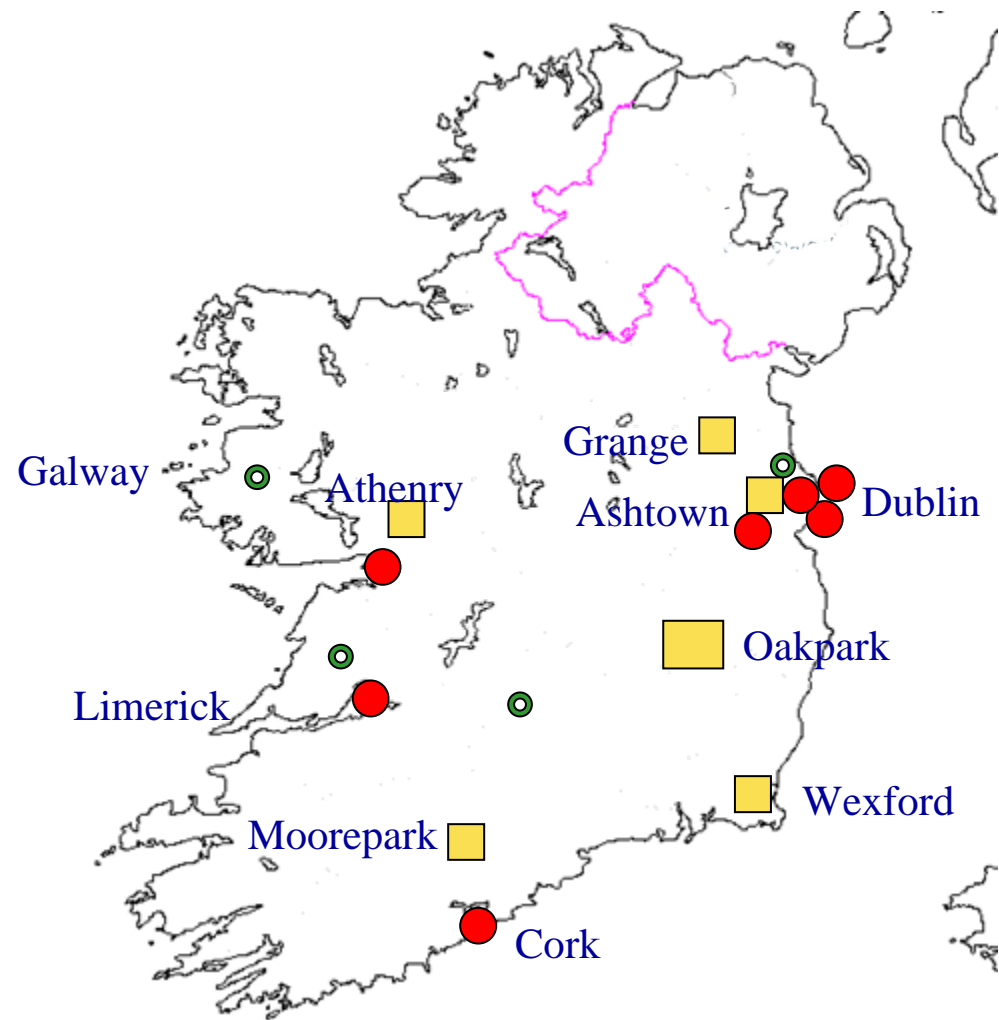 Grange
Galway
Athenry
Ashtown
Dublin
Oakpark
Limerick
Wexford
Moorepark
Cork